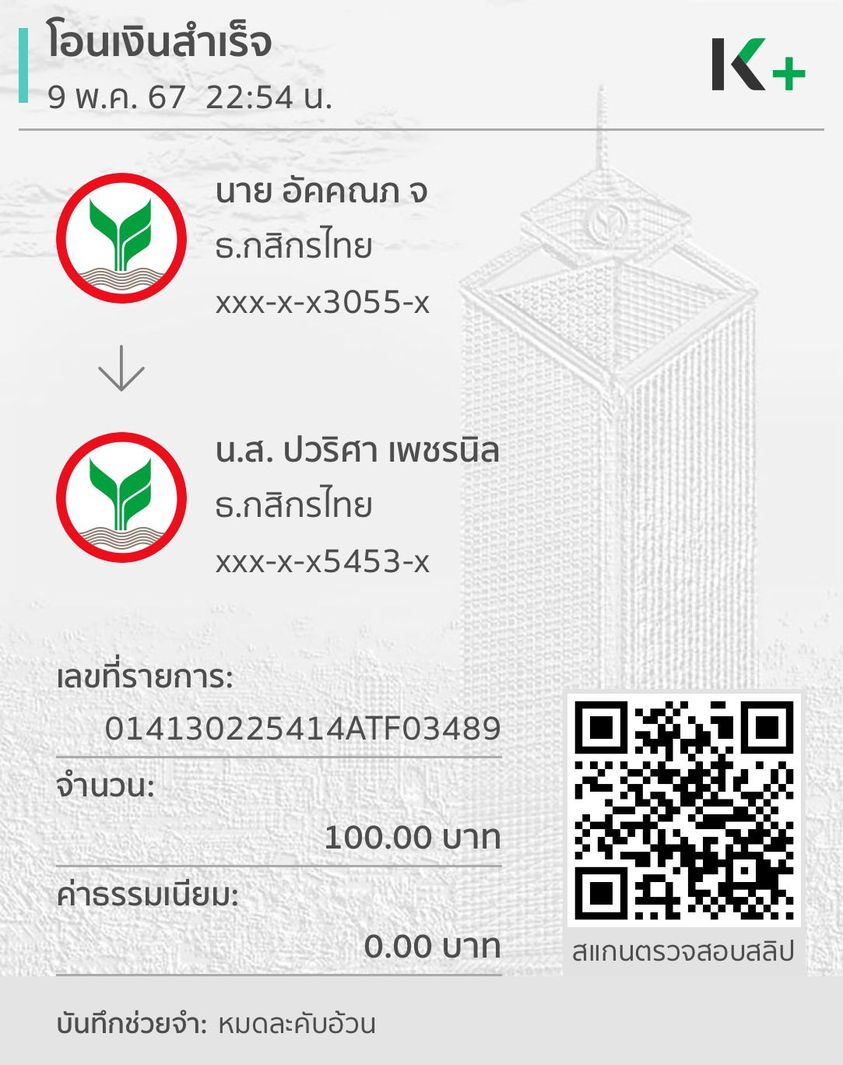 โอนเงินสำเร็จ
9 พ.ค. 67 22:54 น.
K+
นาย อัคคณภ จ
ธ.กสิกรไทย
xxx-x-x3055-x
น.ส. ปวริศา เพชรนิล
ธ.กสิกรไทย
xxx-x-x5453-x
เลขที่รายการ:
014130225414ATF03489
จำนวน:
100.00 บาท
ค่าธรรมเนียม:
0.00 บาท
สแกนตรวจสอบสลิป
บันทึกช่วยจำ: หมดละคับอ้วน